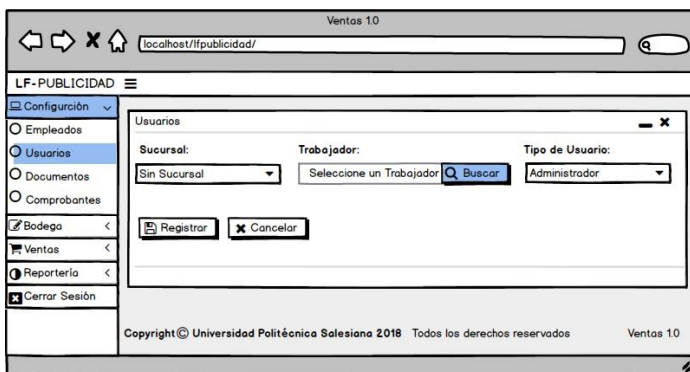 Ventas 1.0
localhost/lfpublicidad/
LF-PUBLICIDAD
Configurción
Empleados
Usuarios
Documentos
Comprobantes
Bodega
Ventas
Reportería
Cerrar Sesión
Usuarios
Sucursal: Trabajador: Tipo de Usuario:
Sin Sucursal Seleccione un Trabajador Buscar Administrador
Registrar Cancelar
Copyright © Universidad Politécnica Salesiana 2018 Todos los derechos reservados Ventas 1.0